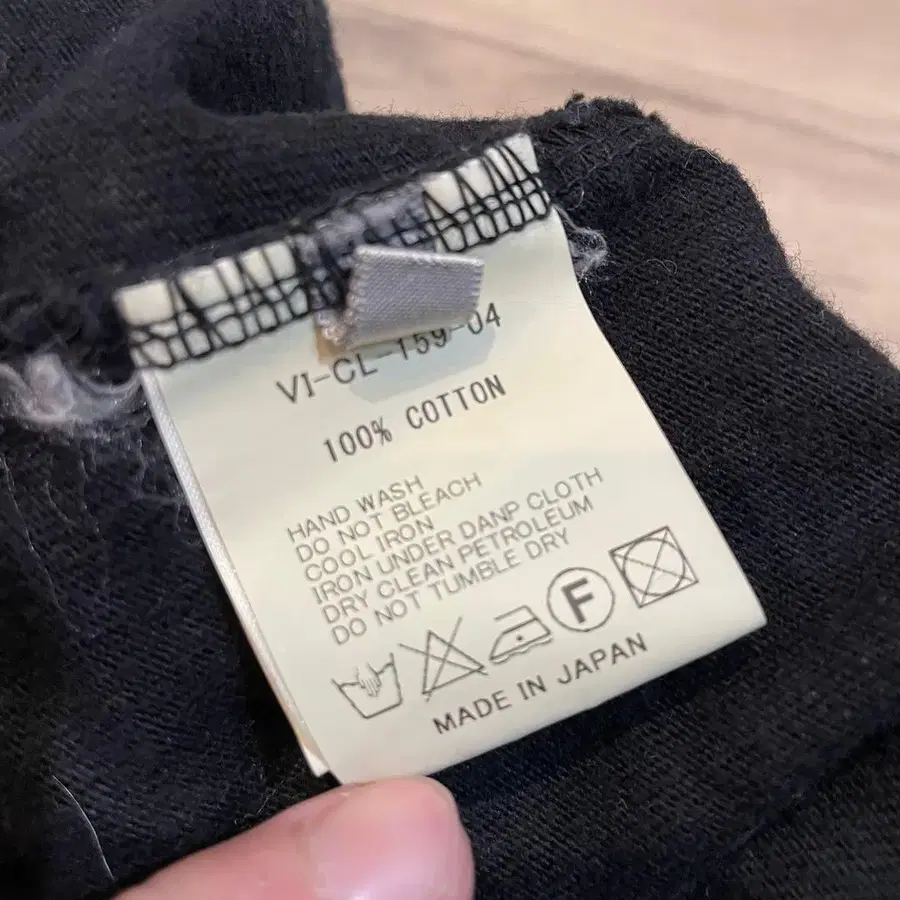 VI-CL-159-04
100% COTTON
HAND WASH
DO NOT BLEACH
COOL IRON
IRON UNDER DANP CLOTH
DRY CLEAN PETROLEUM
DO NOT TUMBLE DRY
F
MADE IN JAPAN